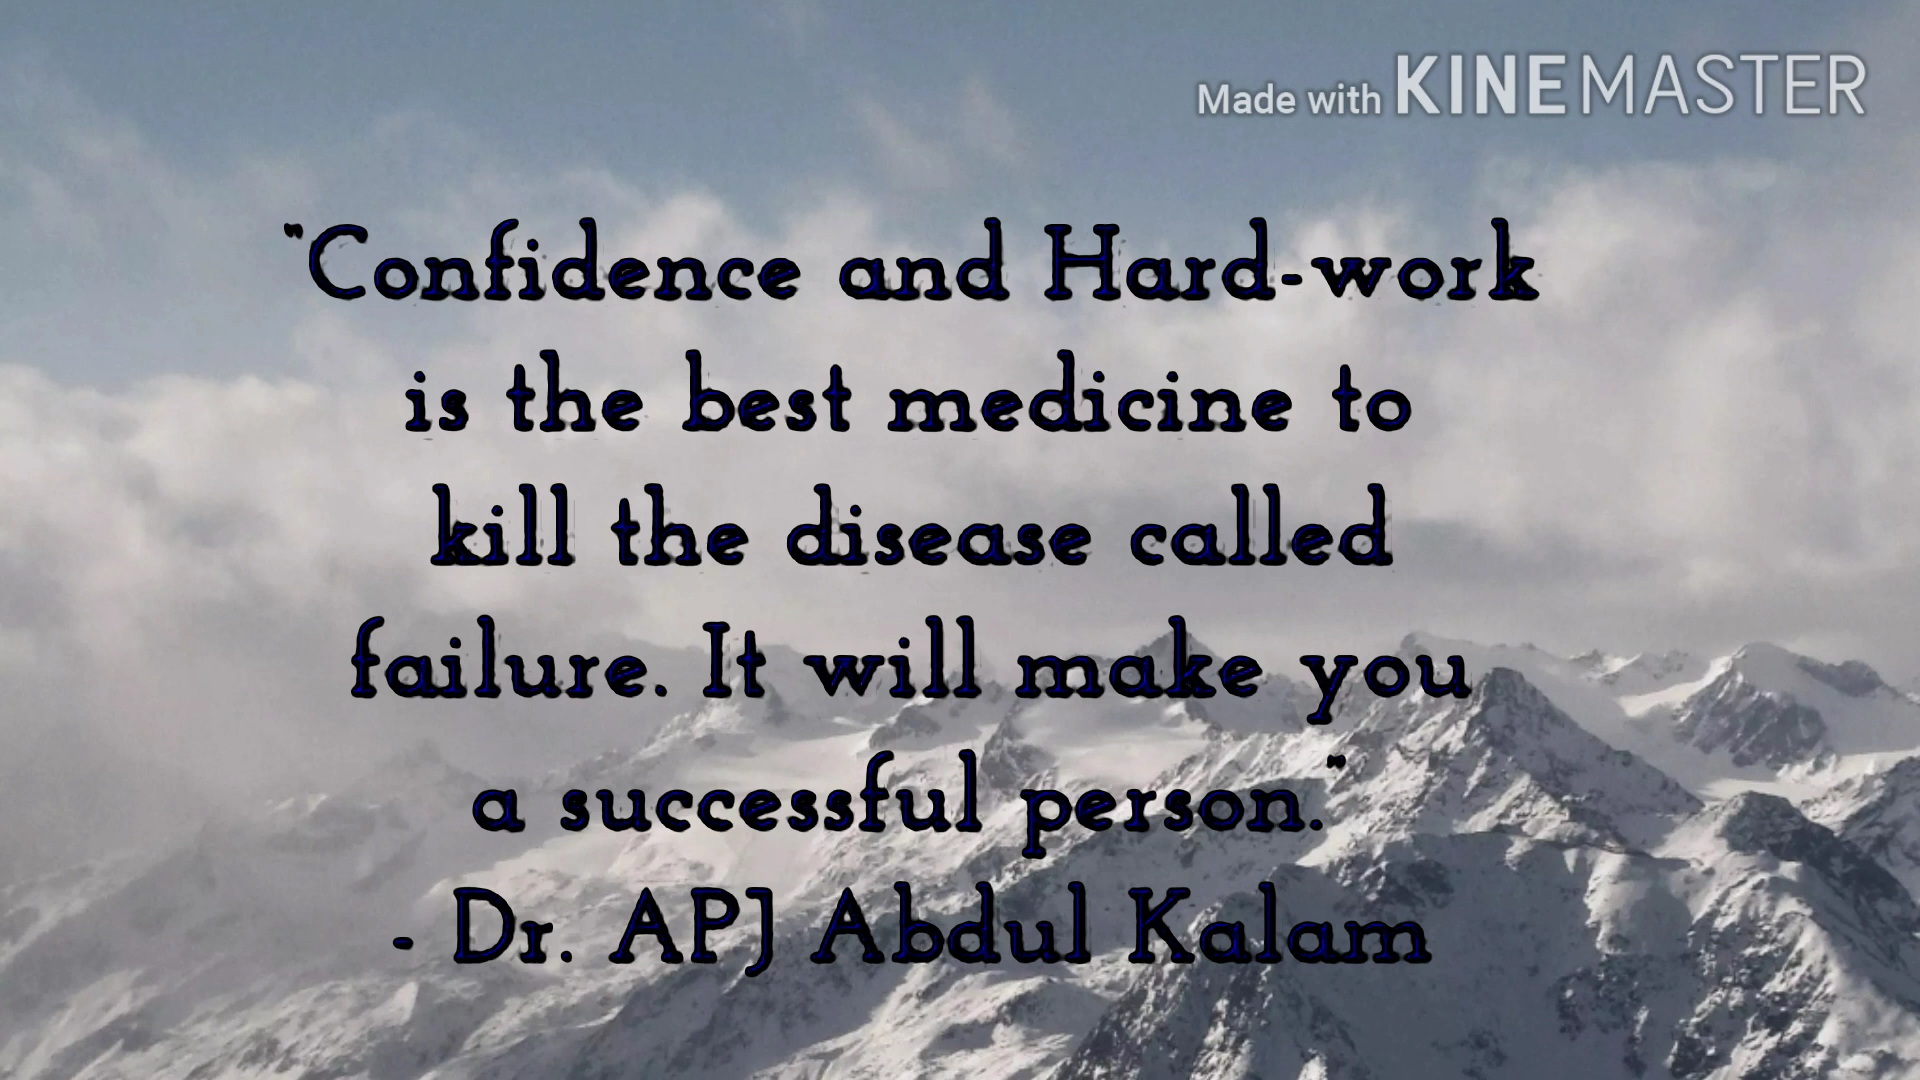 Made with KINEMASTER
"Confidence and Hard-work
is the best medicine to
kill the disease called
failure. It will make you
a successful person."
- Dr. APJ Abdul Kalam